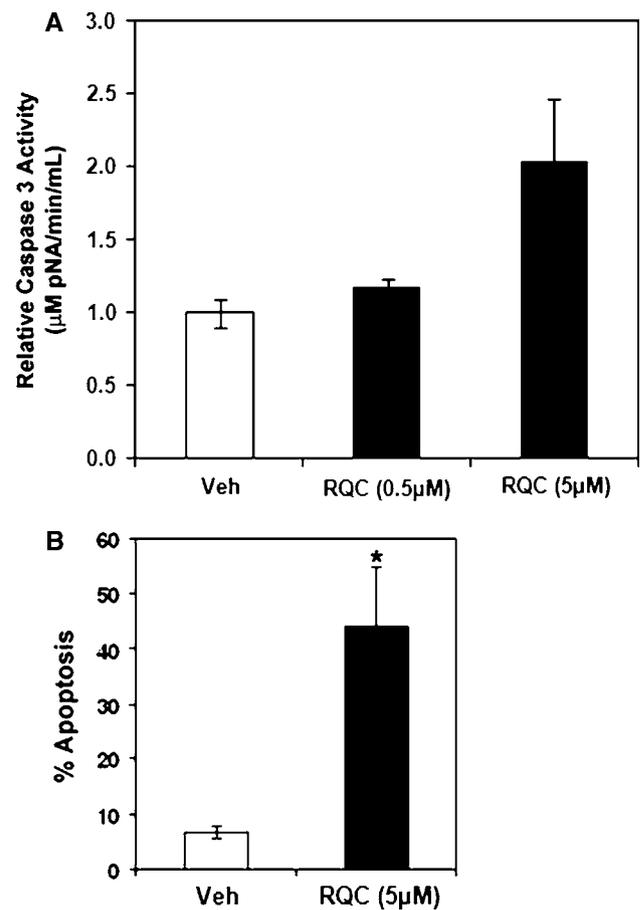 A
3.0
2.5
2.0
1.5
1.0
0.5
0.0
Relative Caspase 3 Activity
(µM pNA/min/mL)
Veh
RQC (0.5µM)
RQC (5µM)
B
60
50
40
30
20
10
0
% Apoptosis
*
Veh
RQC (5µM)